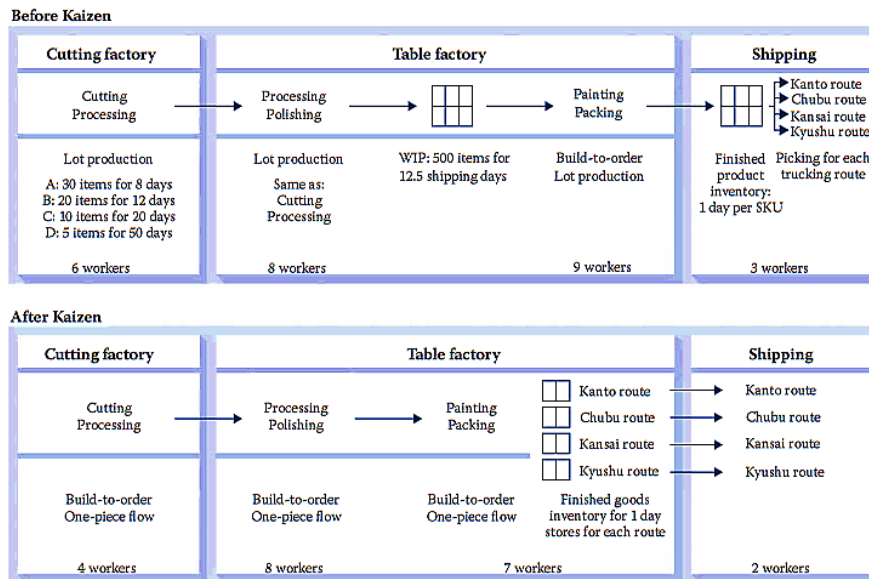 Before Kaizen
Cutting factory
Table factory
Shipping
Cutting
Processing
Processing
Polishing
Painting
Packing
Kanto route
Chubu route
Kansai route
Kyushu route
Lot production
A: 30 items for 8 days
B: 20 items for 12 days
C: 10 items for 20 days
D: 5 items for 50 days
Lot production
Same as:
Cutting
Processing
WIP: 500 items for
12.5 shipping days
Build-to-order
Lot production
Finished
product
inventory:
1 day per SKU
Picking for each
trucking route
6 workers
8 workers
9 workers
3 workers
After Kaizen
Cutting factory
Table factory
Shipping
Cutting
Processing
Processing
Polishing
Painting
Packing
Kanto route
Chubu route
Kansai route
Kyushu route
Kanto route
Chubu route
Kansai route
Kyushu route
Build-to-order
One-piece flow
Build-to-order
One-piece flow
Build-to-order
One-piece flow
Finished goods
inventory for 1 day
stores for each route
4 workers
8 workers
7 workers
2 workers